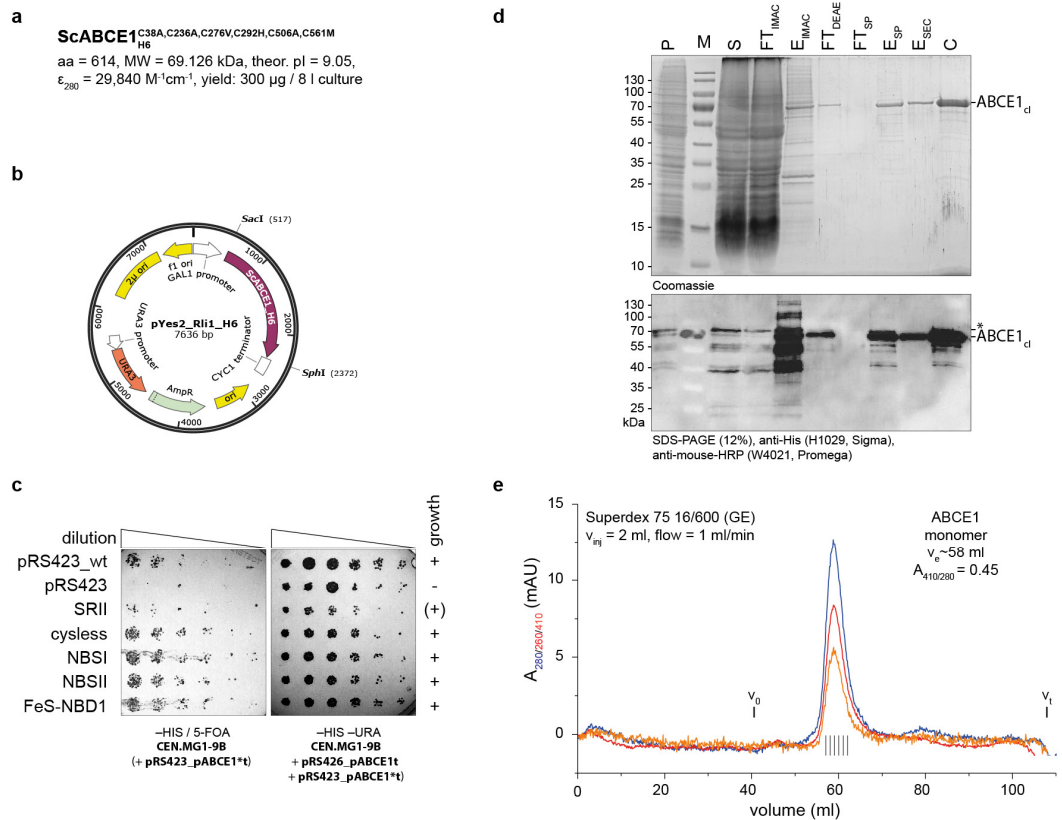 a
ScABCE1 H6 C38A,C236A,C276V,C292H,C506A,C561M
aa = 614, MW = 69.126 kDa, theor. pI = 9.05,
ε280 = 29,840 M-1cm-1, yield: 300 µg / 8 l culture
b
SacI (517)
1000
2000
SphI (2372)
3000
4000
5000
6000
7000
f1 ori
GAL1 promoter
ScABCE1_H6
CYC1 terminator
ori
AmpR
URA3
URA3 promoter
2µ ori
pYes2_Rli1_H6
7636 bp
c
dilution
growth
pRS423_wt
+
pRS423
-
SRII
(+)
cysless
+
NBSI
+
NBSII
+
FeS-NBD1
+
–HIS / 5-FOA
CEN.MG1-9B
(+ pRS423_pABCE1*t)
–HIS –URA
CEN.MG1-9B
+ pRS426_pABCE1t
+ pRS423_pABCE1*t)
d
P
M
S
FTIMAC
EIMAC
FTDEAE
FTSP
ESP
ESEC
C
130
100
70
55
40
35
25
15
10
ABCE1cl
Coomassie
130
100
70
55
40
35
25
kDa
*
ABCE1cl
SDS-PAGE (12%), anti-His (H1029, Sigma),
anti-mouse-HRP (W4021, Promega)
e
Superdex 75 16/600 (GE)
vinj = 2 ml, flow = 1 ml/min
ABCE1
monomer
ve~58 ml
A410/280 = 0.45
A280/260/410 (mAU)
15
10
5
0
v0
vt
0
20
40
60
80
100
volume (ml)